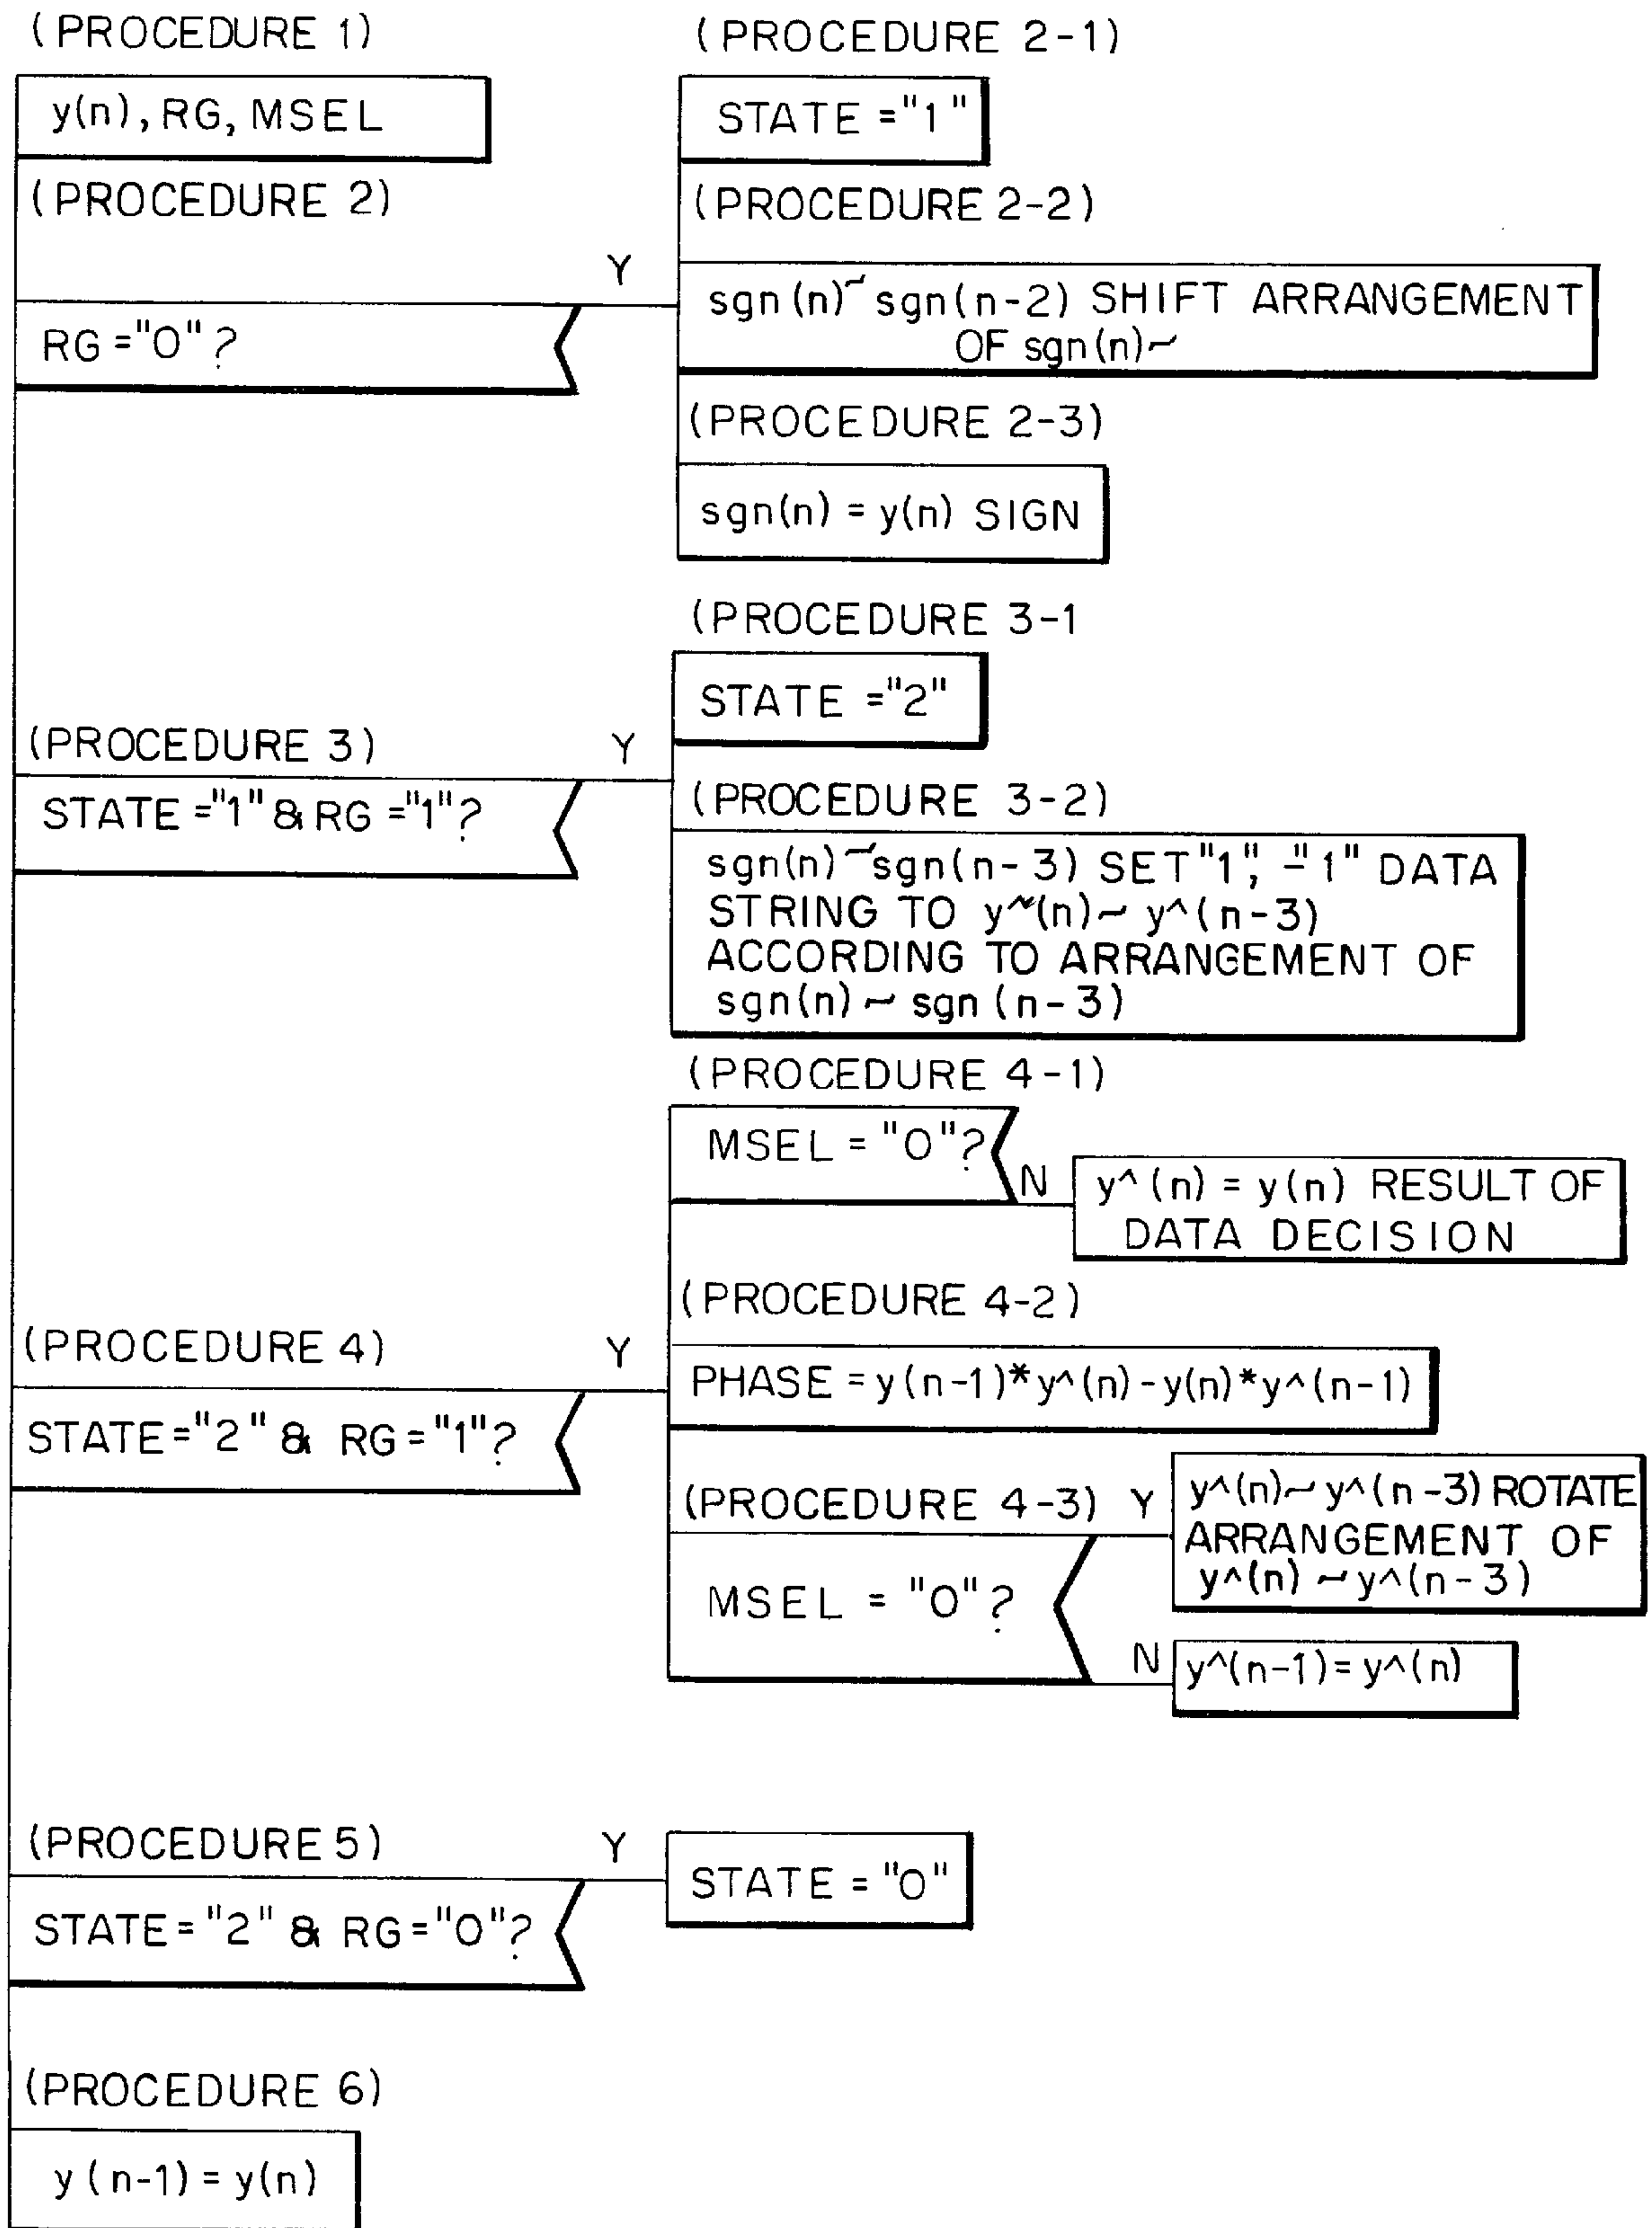 (PROCEDURE 1)
y(n), RG, MSEL
(PROCEDURE 2)
RG ="0"?
Y
(PROCEDURE 2-1)
STATE ="1"
(PROCEDURE 2-2)
sgn(n)~sgn(n-2) SHIFT ARRANGEMENT
OF sgn(n)~
(PROCEDURE 2-3)
sgn(n) = y(n) SIGN
(PROCEDURE 3)
STATE ="1" & RG ="1"?
Y
(PROCEDURE 3-1
STATE ="2"
(PROCEDURE 3-2)
sgn(n)~sgn(n-3) SET "1", "-1" DATA
STRING TO y^(n)~ y^(n-3)
ACCORDING TO ARRANGEMENT OF
sgn(n) ~ sgn (n-3)
(PROCEDURE 4)
STATE="2" & RG="1"?
Y
(PROCEDURE 4-1)
MSEL = "0"?
N
y^(n) = y(n) RESULT OF
DATA DECISION
(PROCEDURE 4-2)
PHASE = y(n-1)*y^(n)-y(n)*y^(n-1)
(PROCEDURE 4-3)
MSEL = "0"?
Y
y^(n)~ y^(n-3) ROTATE
ARRANGEMENT OF
y^(n) ~y^(n-3)
N
y^(n-1)= y^(n)
(PROCEDURE 5)
STATE="2" & RG="0"?
Y
STATE = "0"
(PROCEDURE 6)
y(n-1) = y(n)